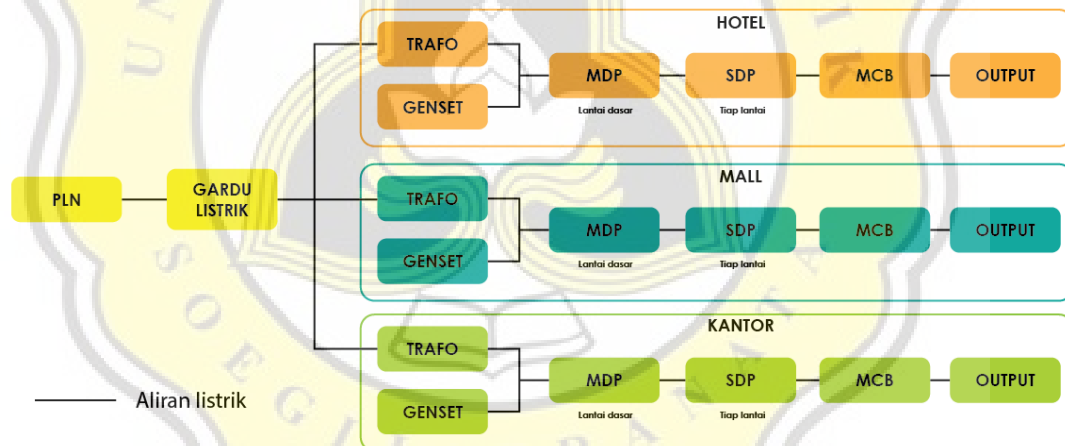 HOTEL
TRAFO
GENSET
MDP
Lantai dasar
SDP
Tiap lantai
MCB
OUTPUT
PLN
GARDU
LISTRIK
MALL
TRAFO
GENSET
MDP
Lantai dasar
SDP
Tiap lantai
MCB
OUTPUT
KANTOR
TRAFO
GENSET
MDP
Lantai dasar
SDP
Tiap lantai
MCB
OUTPUT
Aliran listrik